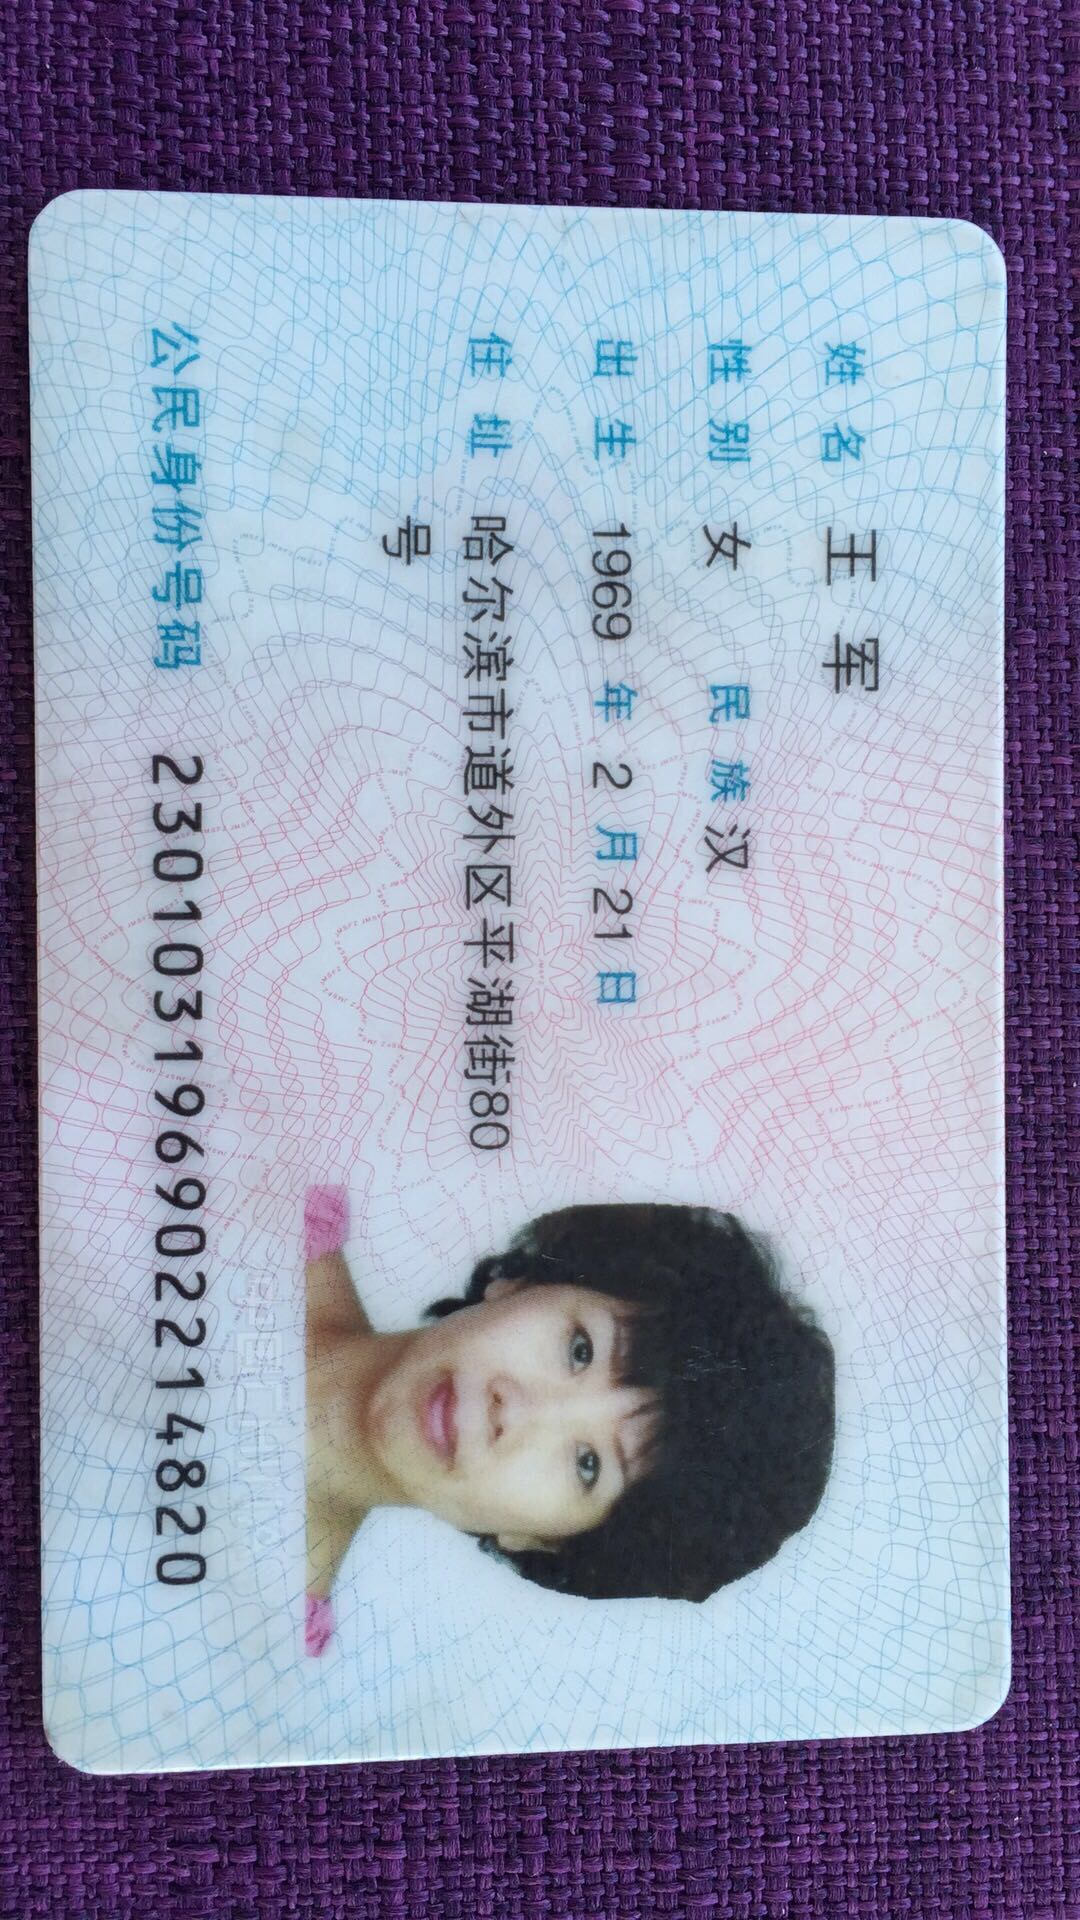 姓名 王军
性别 女 民族 汉
出生 1969 年 2 月 21 日
住址 哈尔滨市道外区平湖街80
号
公民身份号码 230103196902214820